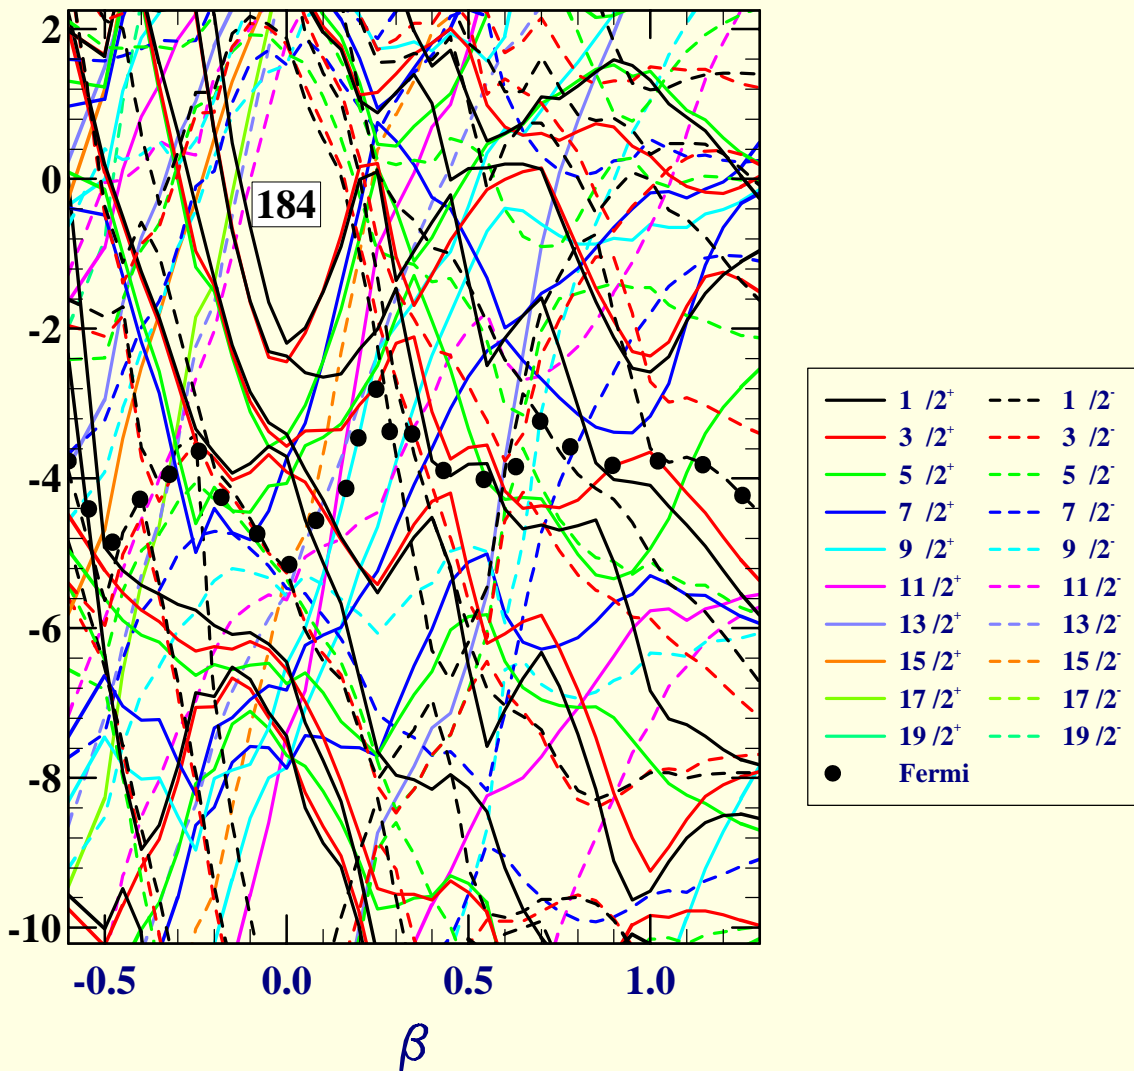 2
0
-2
-4
-6
-8
-10
184
-0.5 0.0 0.5 1.0
β
1 /2⁺ 1 /2⁻
3 /2⁺ 3 /2⁻
5 /2⁺ 5 /2⁻
7 /2⁺ 7 /2⁻
9 /2⁺ 9 /2⁻
11 /2⁺ 11 /2⁻
13 /2⁺ 13 /2⁻
15 /2⁺ 15 /2⁻
17 /2⁺ 17 /2⁻
19 /2⁺ 19 /2⁻
Fermi